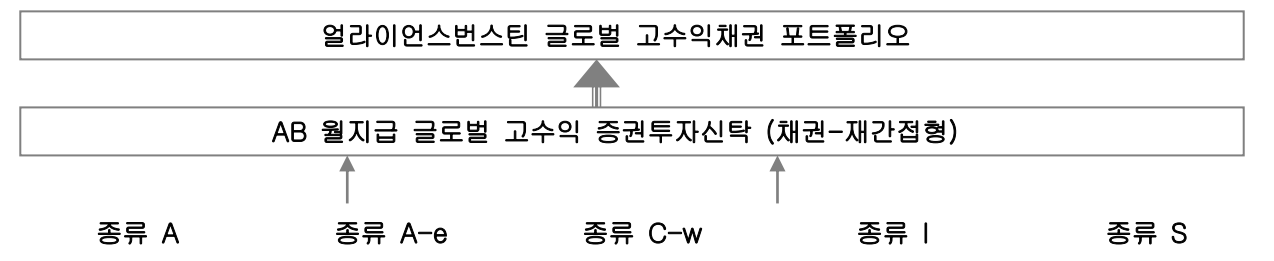 얼라이언스번스틴 글로벌 고수익채권 포트폴리오
AB 월지급 글로벌 고수익 증권투자신탁 (채권-재간접형)
종류 A 종류 A-e 종류 C-w 종류 I 종류 S